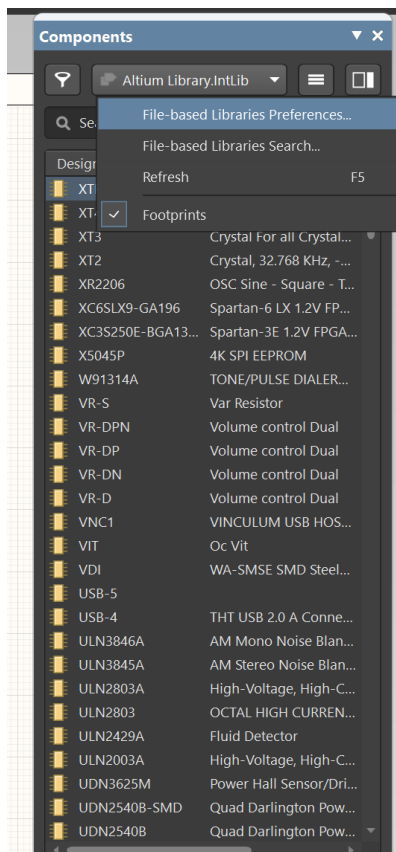 Components
Altium Library.IntLib
Se
File-based Libraries Preferences...
File-based Libraries Search...
Refresh F5
Footprints
Desig
XT
XT
XT3 Crystal For all Crystal...
XT2 Crystal, 32.768 KHz, -...
XR2206 OSC Sine - Square - T...
XC6SLX9-GA196 Spartan-6 LX 1.2V FP...
XC3S250E-BGA13... Spartan-3E 1.2V FPGA...
X5045P 4K SPI EEPROM
W91314A TONE/PULSE DIALER...
VR-S Var Resistor
VR-DPN Volume control Dual
VR-DP Volume control Dual
VR-DN Volume control Dual
VR-D Volume control Dual
VNC1 VINCULUM USB HOS...
VIT Oc Vit
VDI WA-SMSE SMD Steel...
USB-5
USB-4 THT USB 2.0 A Conne...
ULN3846A AM Mono Noise Blan...
ULN3845A AM Stereo Noise Blan...
ULN2803A High-Voltage, High-C...
ULN2803 OCTAL HIGH CURREN...
ULN2429A Fluid Detector
ULN2003A High-Voltage, High-C...
UDN3625M Power Hall Sensor/Dri...
UDN2540B-SMD Quad Darlington Pow...
UDN2540B Quad Darlington Pow...